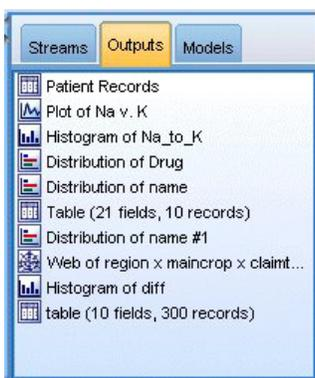 Streams Outputs Models
Patient Records
Plot of Na v. K
Histogram of Na_to_K
Distribution of Drug
Distribution of name
Table (21 fields, 10 records)
Distribution of name #1
Web of region x maincrop x claimt...
Histogram of diff
table (10 fields, 300 records)